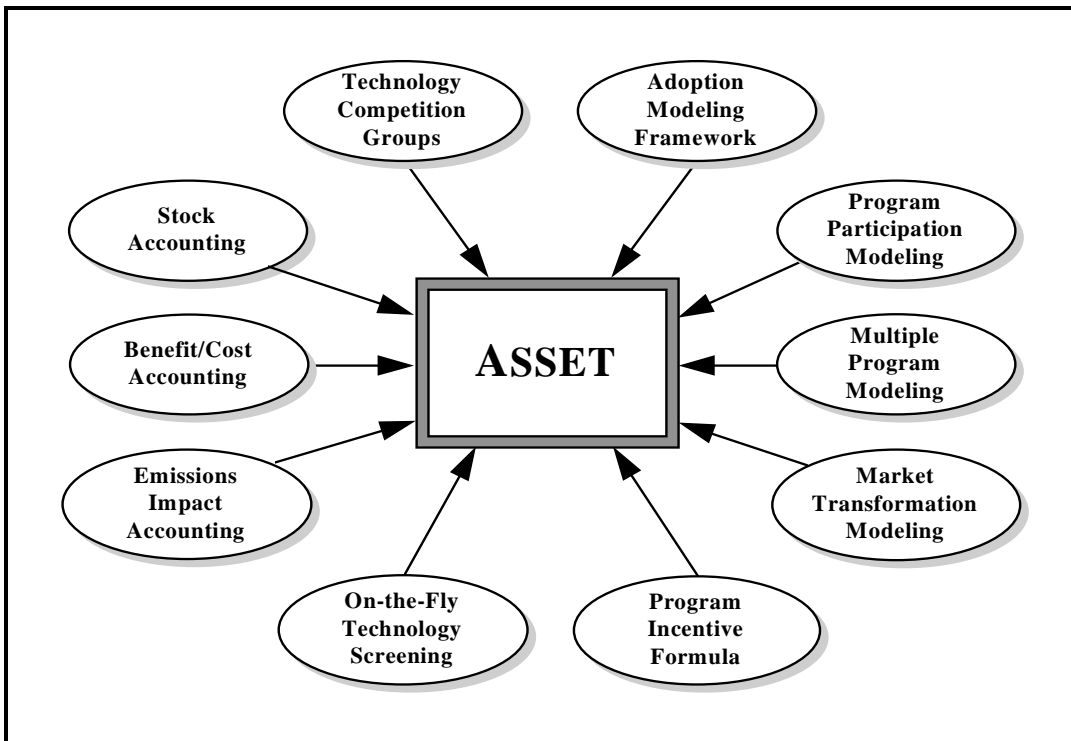 Technology
Competition
Groups
Adoption
Modeling
Framework
Stock
Accounting
Program
Participation
Modeling
Benefit/Cost
Accounting
ASSET
Multiple
Program
Modeling
Emissions
Impact
Accounting
Market
Transformation
Modeling
On-the-Fly
Technology
Screening
Program
Incentive
Formula